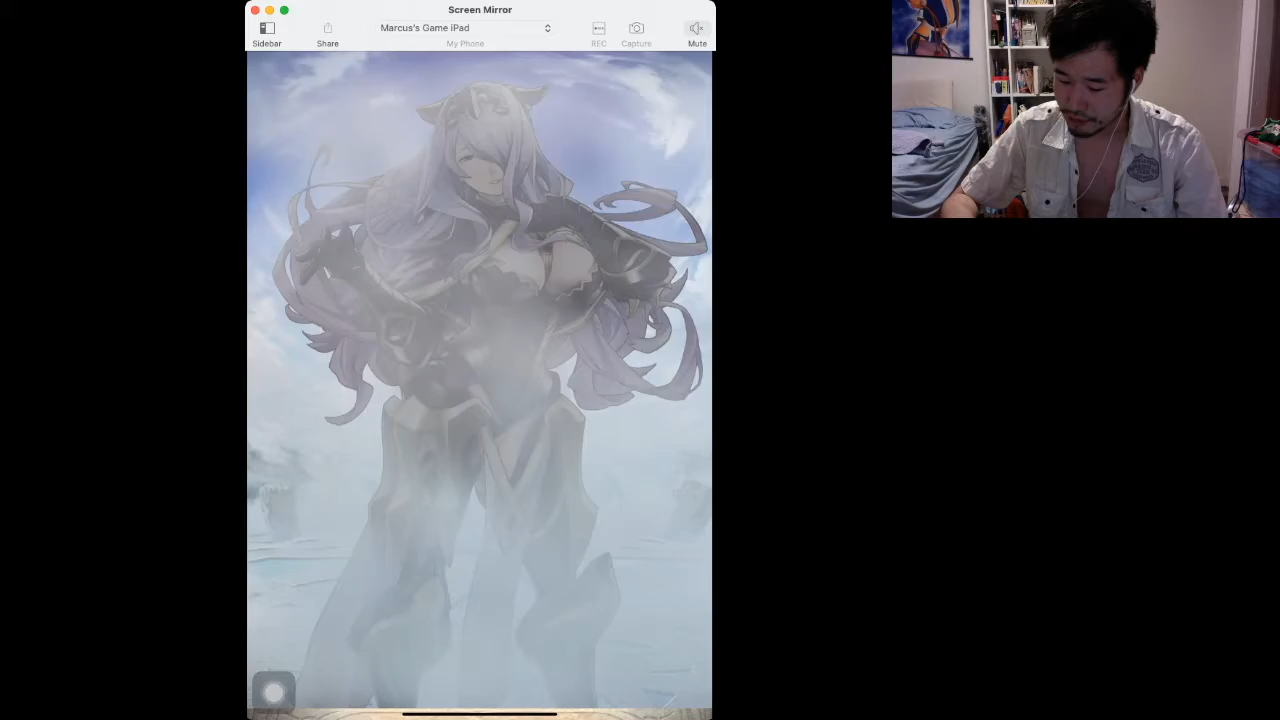 Screen Mirror
Marcus's Game iPad
Sidebar
Share
My Phone
REC
Capture
Mute